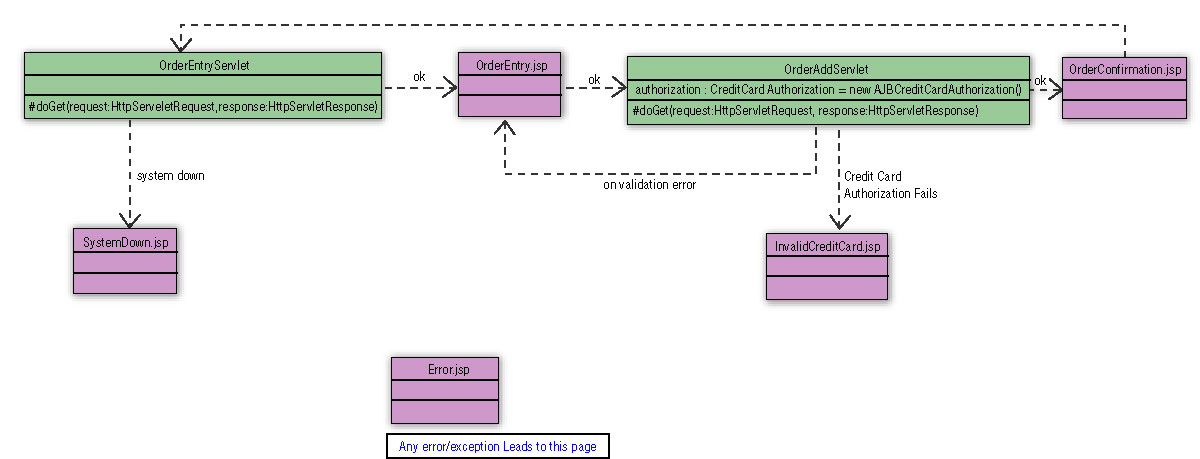 OrderEntryServlet
#doGet(request:HttpServeletRequest,response:HttpServletResponse)
ok
OrderEntry.jsp
ok
OrderAddServlet
authorization : CreditCard Authorization = new AJBCreditCardAuthorization()
#doGet(request:HttpServletRequest, response:HttpServletResponse)
ok
OrderConfirmation.jsp
system down
on validation error
Credit Card
Authorization Fails
SystemDown.jsp
InvalidCreditCard.jsp
Error.jsp
Any error/exception Leads to this page